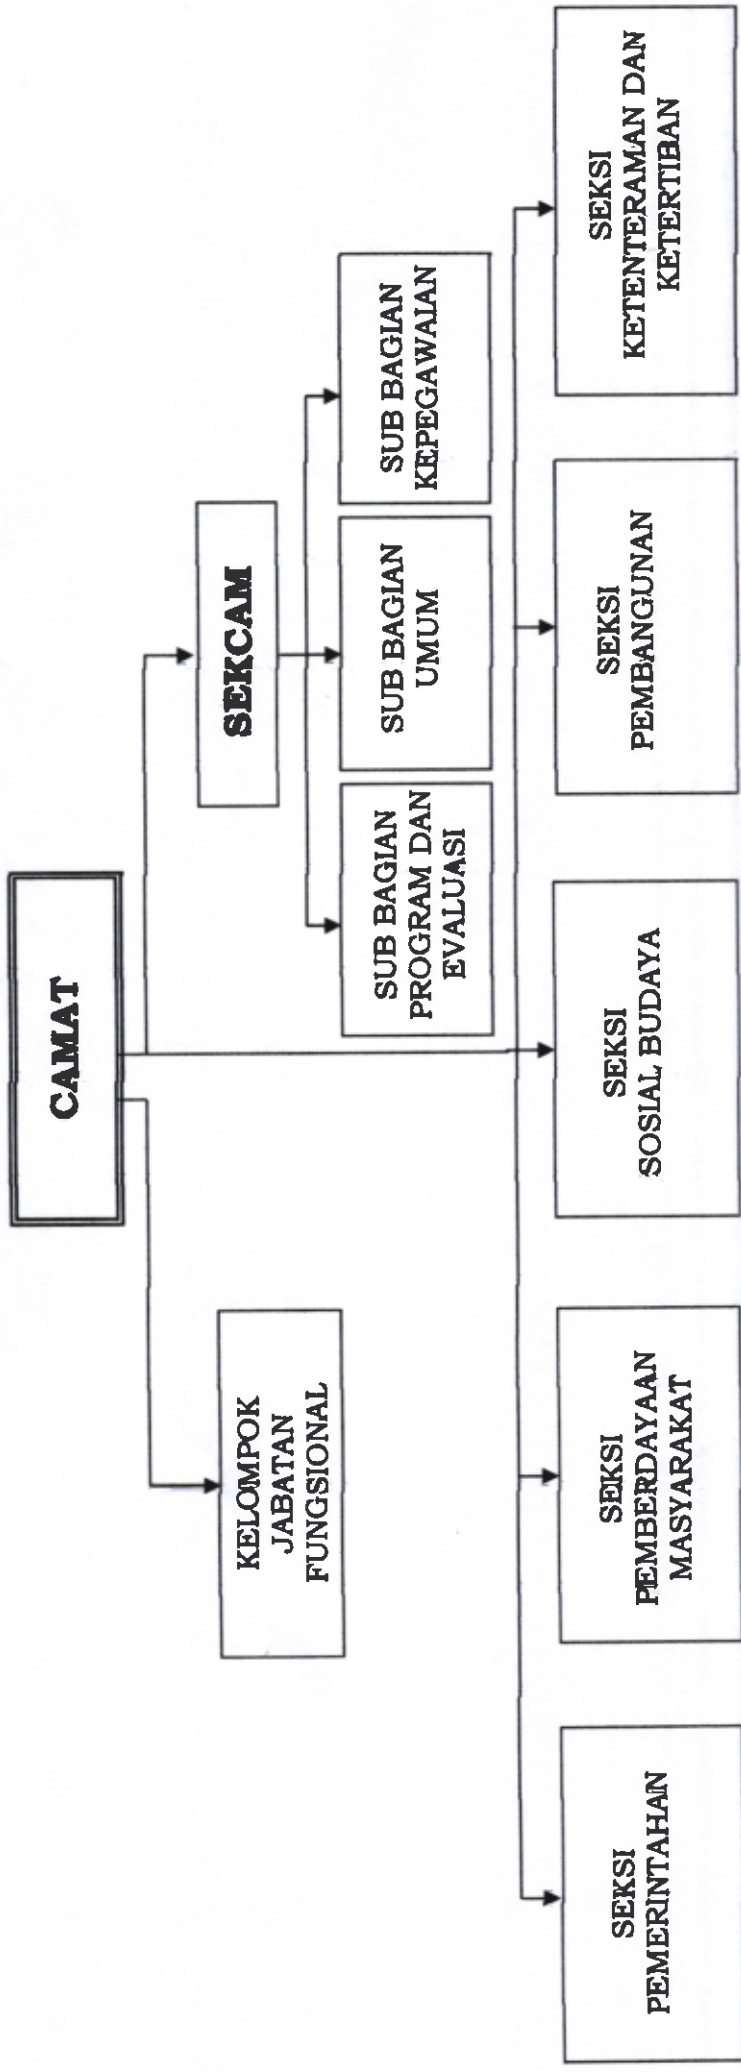 CAMAT
KELOMPOK
JABATAN
FUNGSIONAL
SEKCAM
SUB BAGIAN
PROGRAM DAN
EVALUASI
SUB BAGIAN
UMUM
SUB BAGIAN
KEPEGAWAIAN
SEKSI
PEMERINTAHAN
SEKSI
PEMBERDAYAAN
MASYARAKAT
SEKSI
SOSIAL BUDAYA
SEKSI
PEMBANGUNAN
SEKSI
KETENTERAMAN DAN
KETERTIBAN